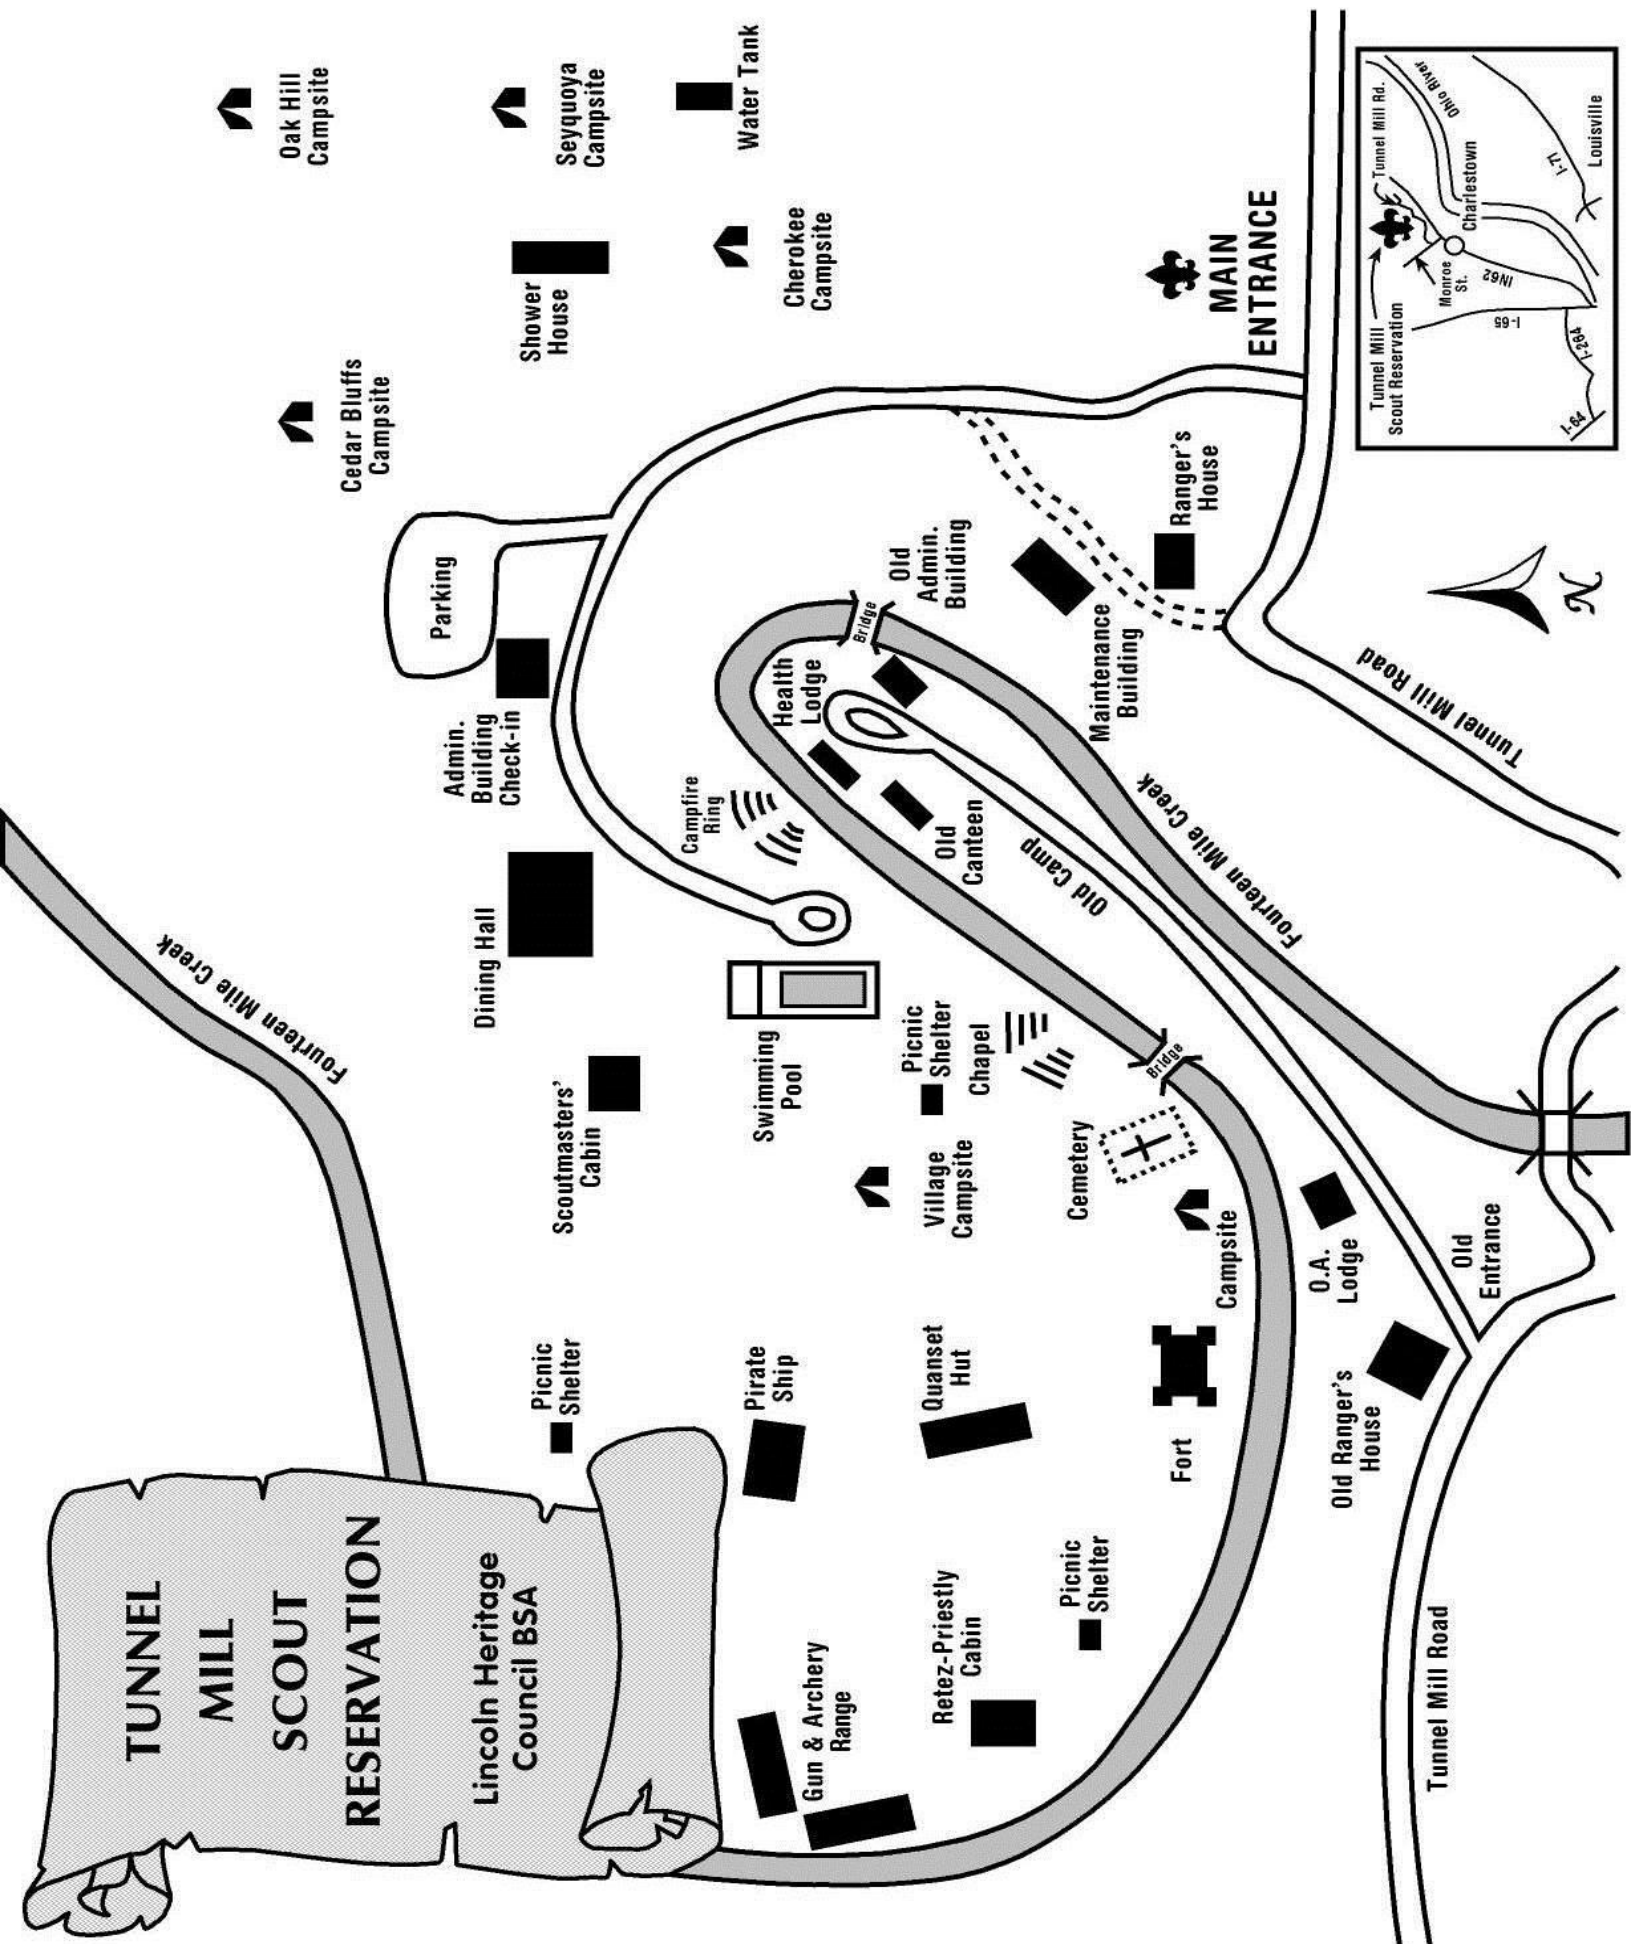 TUNNEL
MILL
SCOUT
RESERVATION
Lincoln Heritage
Council BSA
Fourteen Mile Creek
Oak Hill
Campsite
Cedar Bluffs
Campsite
Seyquoya
Campsite
Water Tank
Shower
House
Cherokee
Campsite
Parking
Admin.
Building
Check-in
Dining Hall
Scoutmasters'
Cabin
Picnic
Shelter
Campfire
Ring
Swimming
Pool
Pirate
Ship
Gun & Archery
Range
Health
Lodge
Bridge
Old
Admin.
Building
Old
Canteen
Old Camp
Picnic
Shelter
Chapel
Village
Campsite
Quanset
Hut
Retez-Priestly
Cabin
Picnic
Shelter
Cemetery
Bridge
Campsite
Fort
Maintenance
Building
Ranger's
House
Fourteen Mile Creek
MAIN
ENTRANCE
O.A.
Lodge
Old Ranger's
House
Old
Entrance
Tunnel Mill Road
Tunnel Mill Road
N
Tunnel Mill
Scout Reservation
Tunnel Mill Rd.
Ohio River
Charlestown
Monroe
St.
IN62
I-65
I-71
I-264
I-64
Louisville